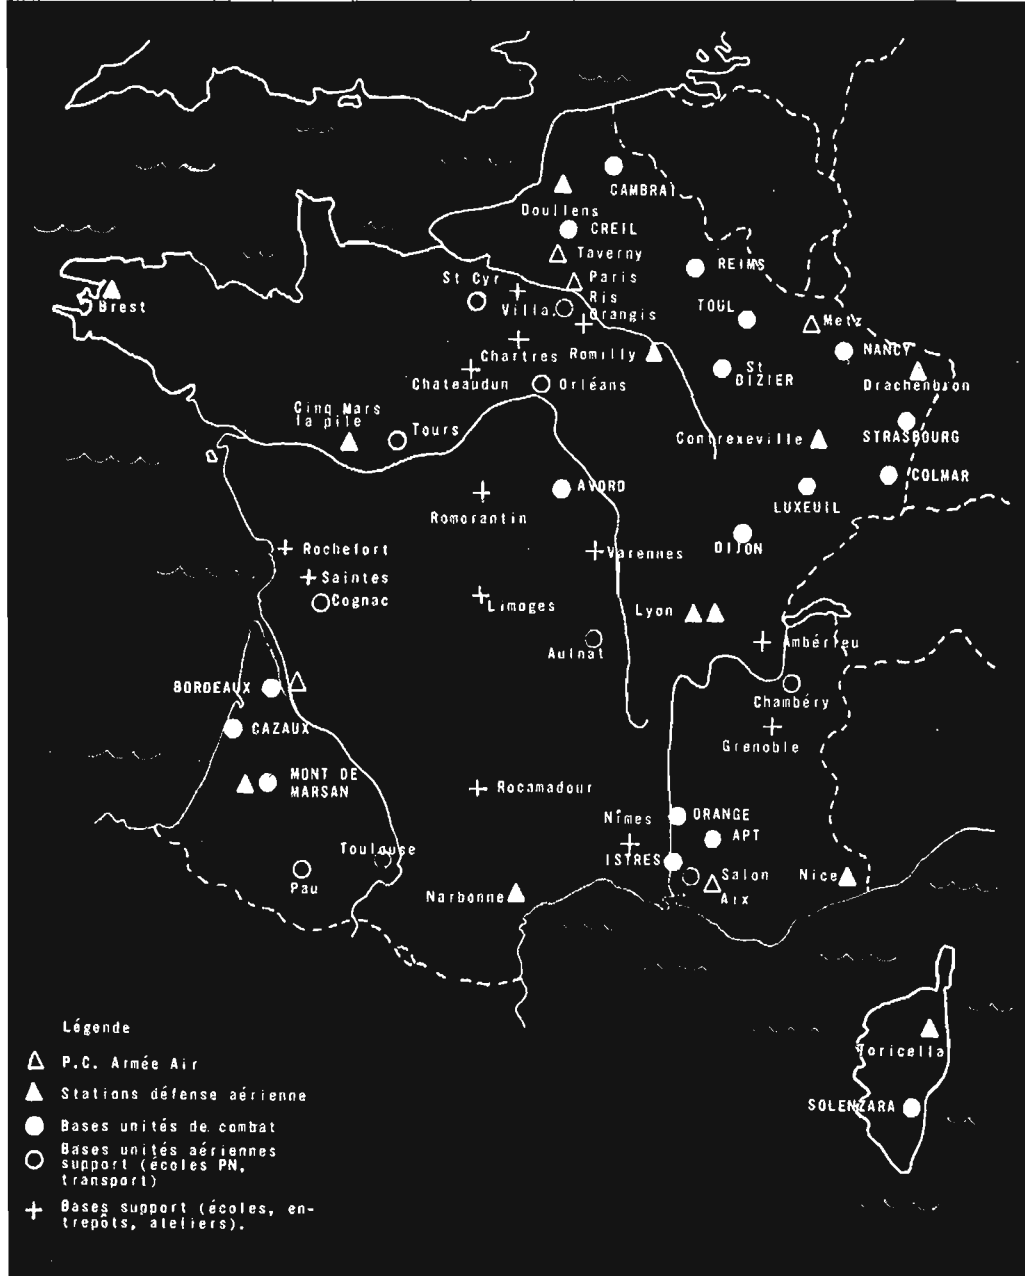 CAMBRAI
Doullens
CREIL
Taverny
REIMS
St Cyr
Paris
Brest
Villa.
Ris
Orangis
TOUL
Metz
Chartres
Romilly
NANCY
Chateaudun
Orléans
St
DIZIER
Drachenbron
Cinq Mars
la pile
Tours
Contrexeville
STRASBOURG
COLMAR
AVORD
LUXEUIL
Romorantin
DIJON
Rochefort
Varennes
Saintes
Cognac
Limoges
Lyon
Aulnat
Ambérieu
BORDEAUX
Chambéry
CAZAUX
Grenoble
MONT DE
MARSAN
Rocamadour
Nîmes
ORANGE
APT
Toulouse
ISTRES
Pau
Salon
Nice
Narbonne
Aix
Légende
P.C. Armée Air
Toricella
Stations défense aérienne
SOLENZARA
Bases unités de combat
Bases unités aériennes
support (écoles PN,
transport)
Bases support (écoles, en-
trepôts, ateliers).